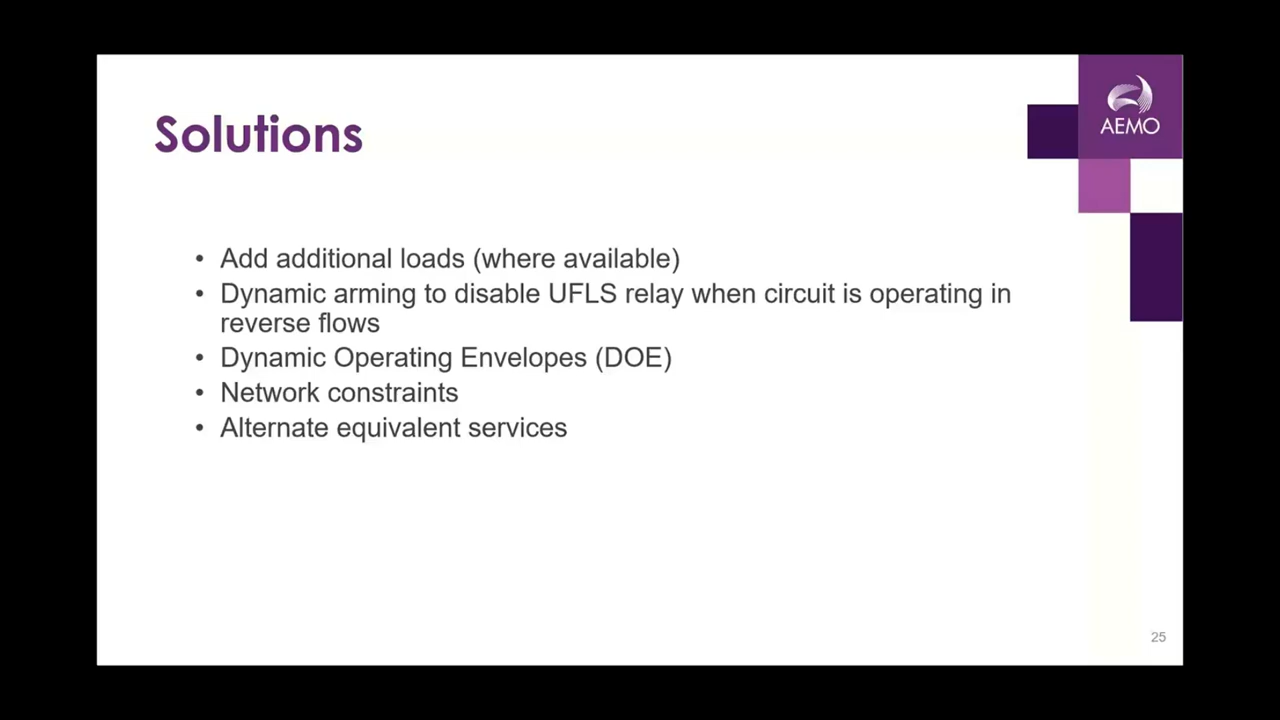 AEMO
Solutions
• Add additional loads (where available)
• Dynamic arming to disable UFLS relay when circuit is operating in
reverse flows
• Dynamic Operating Envelopes (DOE)
• Network constraints
• Alternate equivalent services
25